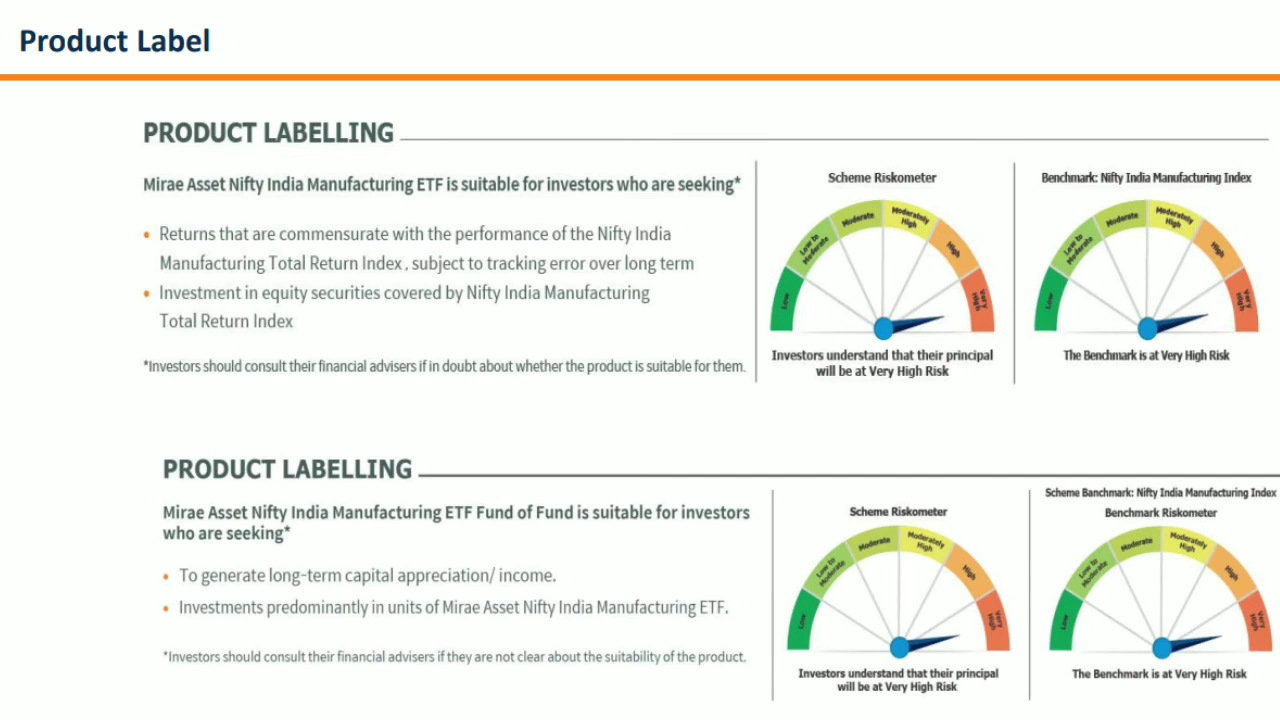 Product Label
PRODUCT LABELLING
Mirae Asset Nifty India Manufacturing ETF is suitable for investors who are seeking*
• Returns that are commensurate with the performance of the Nifty India
Manufacturing Total Return Index, subject to tracking error over long term
• Investment in equity securities covered by Nifty India Manufacturing
Total Return Index
*Investors should consult their financial advisers if in doubt about whether the product is suitable for them.
Scheme Riskometer
Low
Low to
Moderate
Moderate
Moderately
High
High
Very
High
Investors understand that their principal
will be at Very High Risk
Benchmark: Nifty India Manufacturing Index
Low
Low to
Moderate
Moderate
Moderately
High
High
Very
High
The Benchmark is at Very High Risk
PRODUCT LABELLING
Mirae Asset Nifty India Manufacturing ETF Fund of Fund is suitable for investors
who are seeking*
• To generate long-term capital appreciation/ income.
• Investments predominantly in units of Mirae Asset Nifty India Manufacturing ETF.
*Investors should consult their financial advisers if they are not clear about the suitability of the product.
Scheme Riskometer
Low
Low to
Moderate
Moderate
Moderately
High
High
Very
High
Investors understand that their principal
will be at Very High Risk
Scheme Banchmark: Nifty India Manufacturing Index
Benchmark Riskometer
Low
Low to
Moderate
Moderate
Moderately
High
High
Very
High
The Benchmark is at Very High Risk